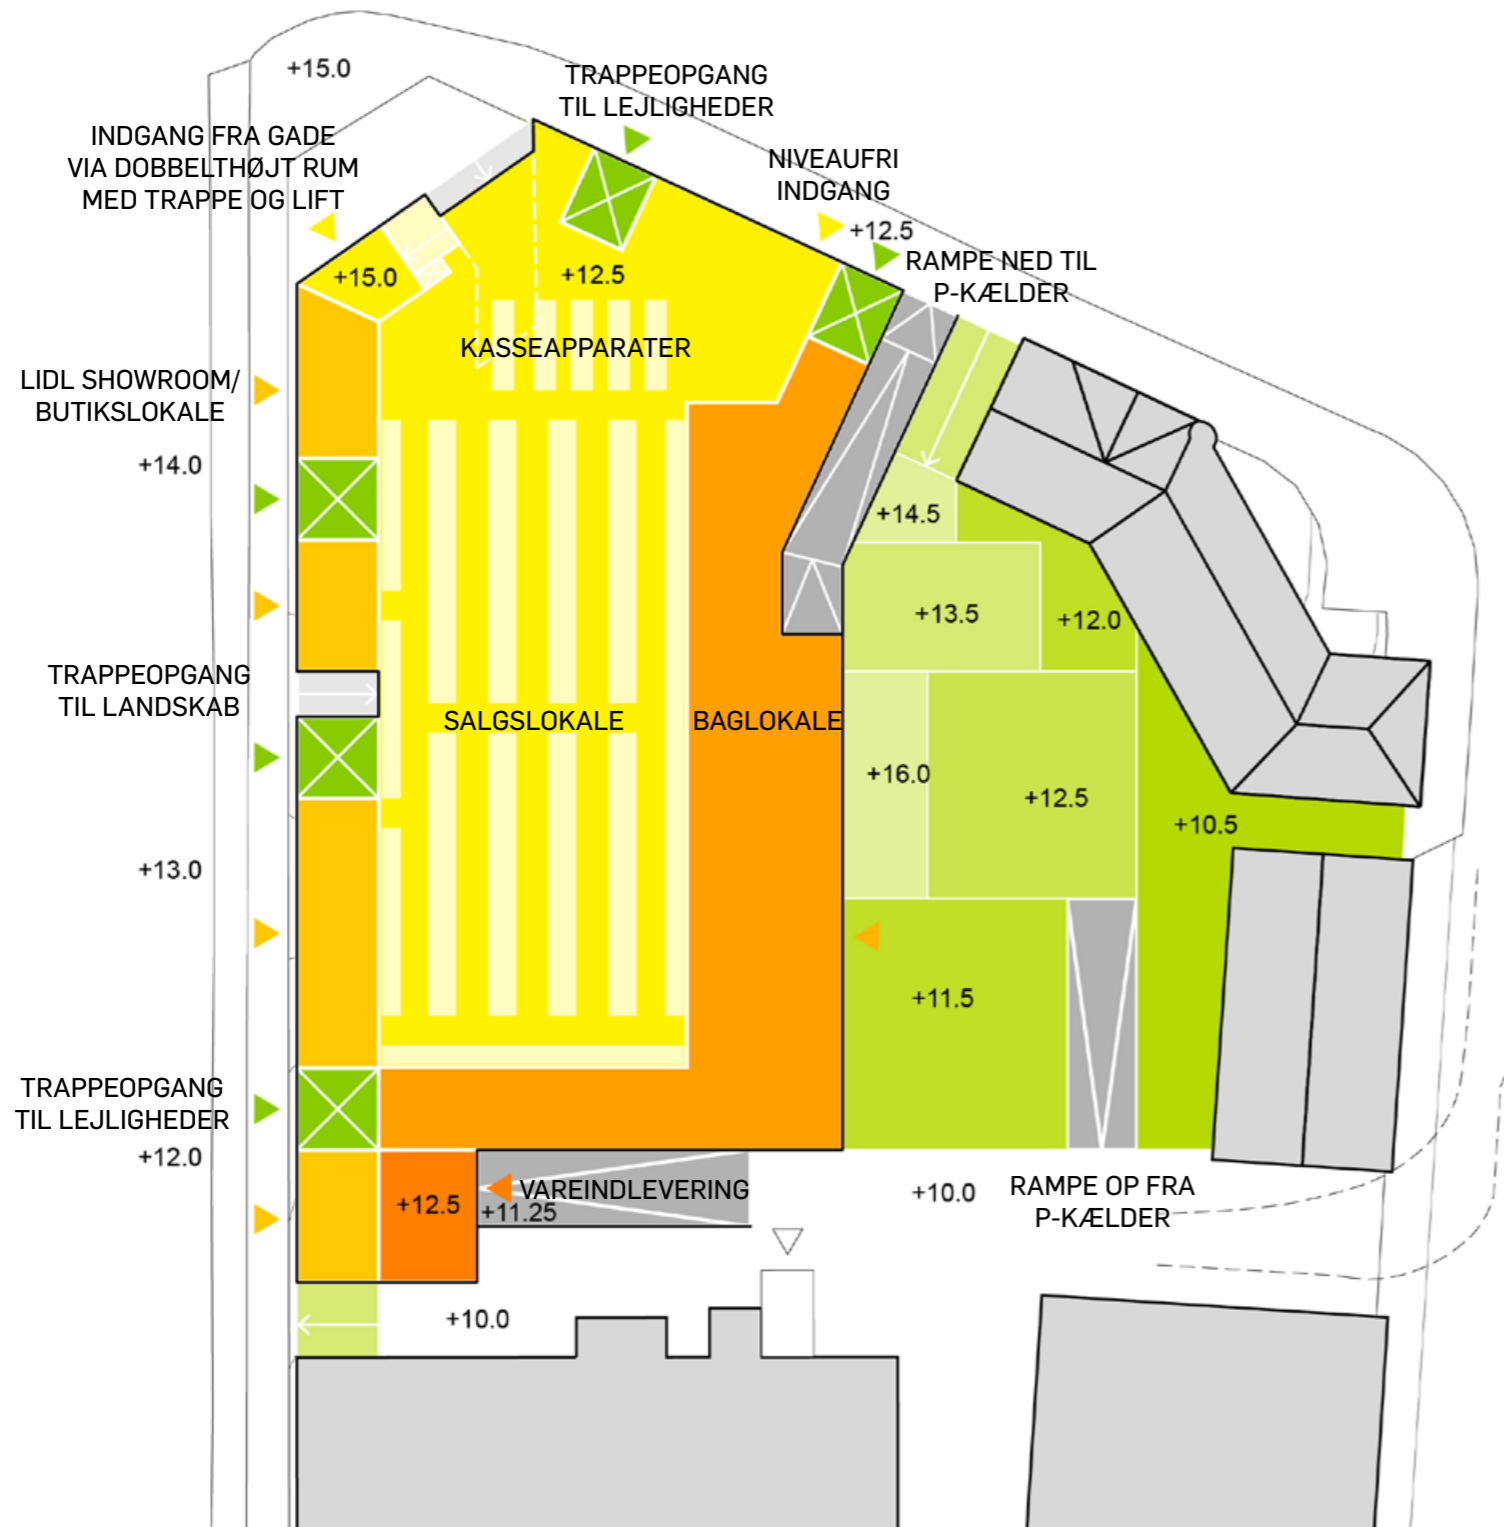 +15.0
TRAPPEOPGANG
TIL LEJLIGHEDER
INDGANG FRA GADE
VIA DOBBELTHØJT RUM
MED TRAPPE OG LIFT
NIVEAUFRI
INDGANG
+12.5
RAMPE NED TIL
P-KÆLDER
+15.0
+12.5
KASSEAPPARATER
LIDL SHOWROOM/
BUTIKSLOKALE
+14.0
+14.5
+13.5
+12.0
TRAPPEOPGANG
TIL LANDSKAB
SALGSLOKALE
BAGLOKALE
+16.0
+12.5
+10.5
+13.0
+11.5
TRAPPEOPGANG
TIL LEJLIGHEDER
+12.0
+12.5
VAREINDLEVERING
+11.25
+10.0
RAMPE OP FRA
P-KÆLDER
+10.0